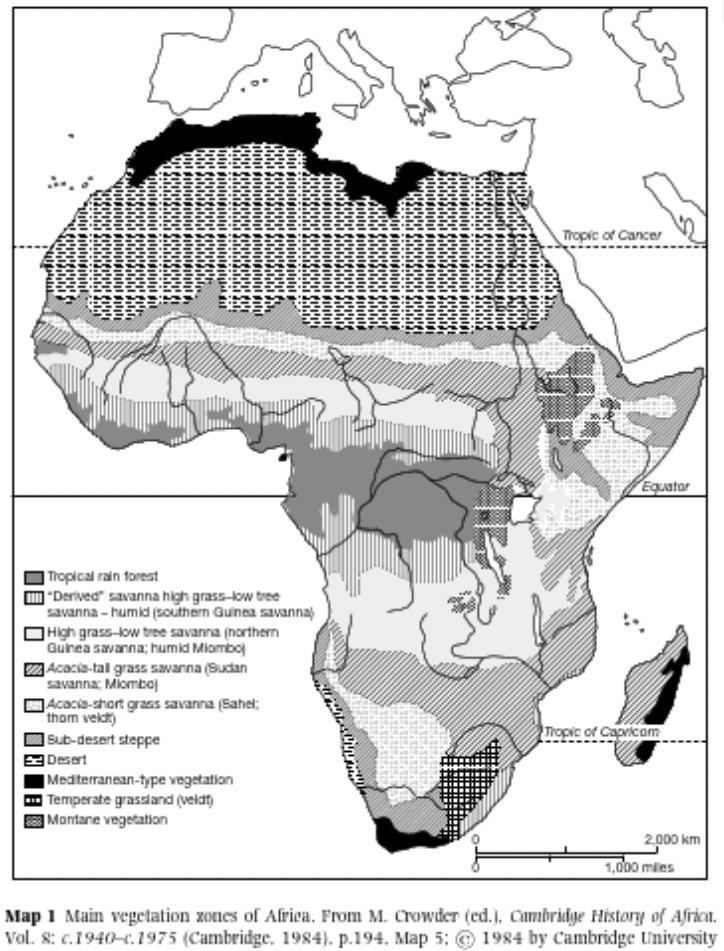 Tropic of Cancer
Equator
Tropical rain forest
“Derived” savanna high grass–low tree
savanna – humid (southern Guinea savanna)
High grass–low tree savanna (northern
Guinea savanna; humid Miombo)
Acacia-tall grass savanna (Sudan
savanna; Miombo)
Acacia-short grass savanna (Sahel;
thorn veldt)
Sub-desert steppe
Desert
Mediterranean-type vegetation
Temperate grassland (veldt)
Montane vegetation
Tropic of Capricorn
0 2,000 km
0 1,000 miles
Map 1 Main vegetation zones of Africa. From M. Crowder (ed.), Cambridge History of Africa.
Vol. 8: c.1940–c.1975 (Cambridge, 1984), p.194, Map 5; © 1984 by Cambridge University